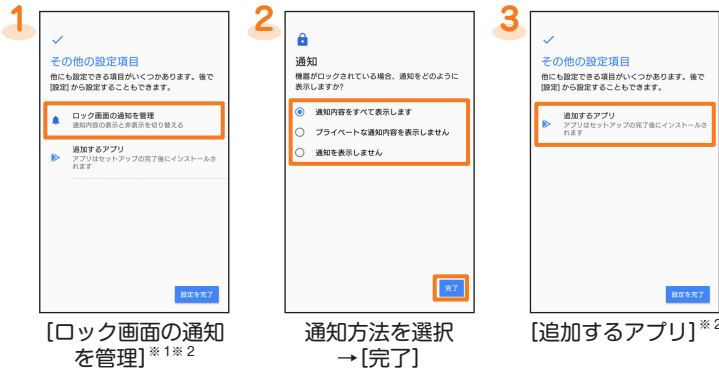 1
その他の設定項目
他にも設定できる項目がいくつかあります。後で
[設定] から設定することもできます。
ロック画面の通知を管理
通知内容の表示と非表示を切り替える
追加するアプリ
アプリはセットアップの完了後にインストールさ
れます
設定を完了
[ロック画面の通知
を管理]※1※2
2
通知
機器がロックされている場合、通知をどのように
表示しますか?
通知内容をすべて表示します
プライベートな通知内容を表示しません
通知を表示しません
完了
通知方法を選択
→[完了]
3
その他の設定項目
他にも設定できる項目がいくつかあります。後で
[設定] から設定することもできます。
追加するアプリ
アプリはセットアップの完了後にインストールさ
れます
設定を完了
[追加するアプリ]※2